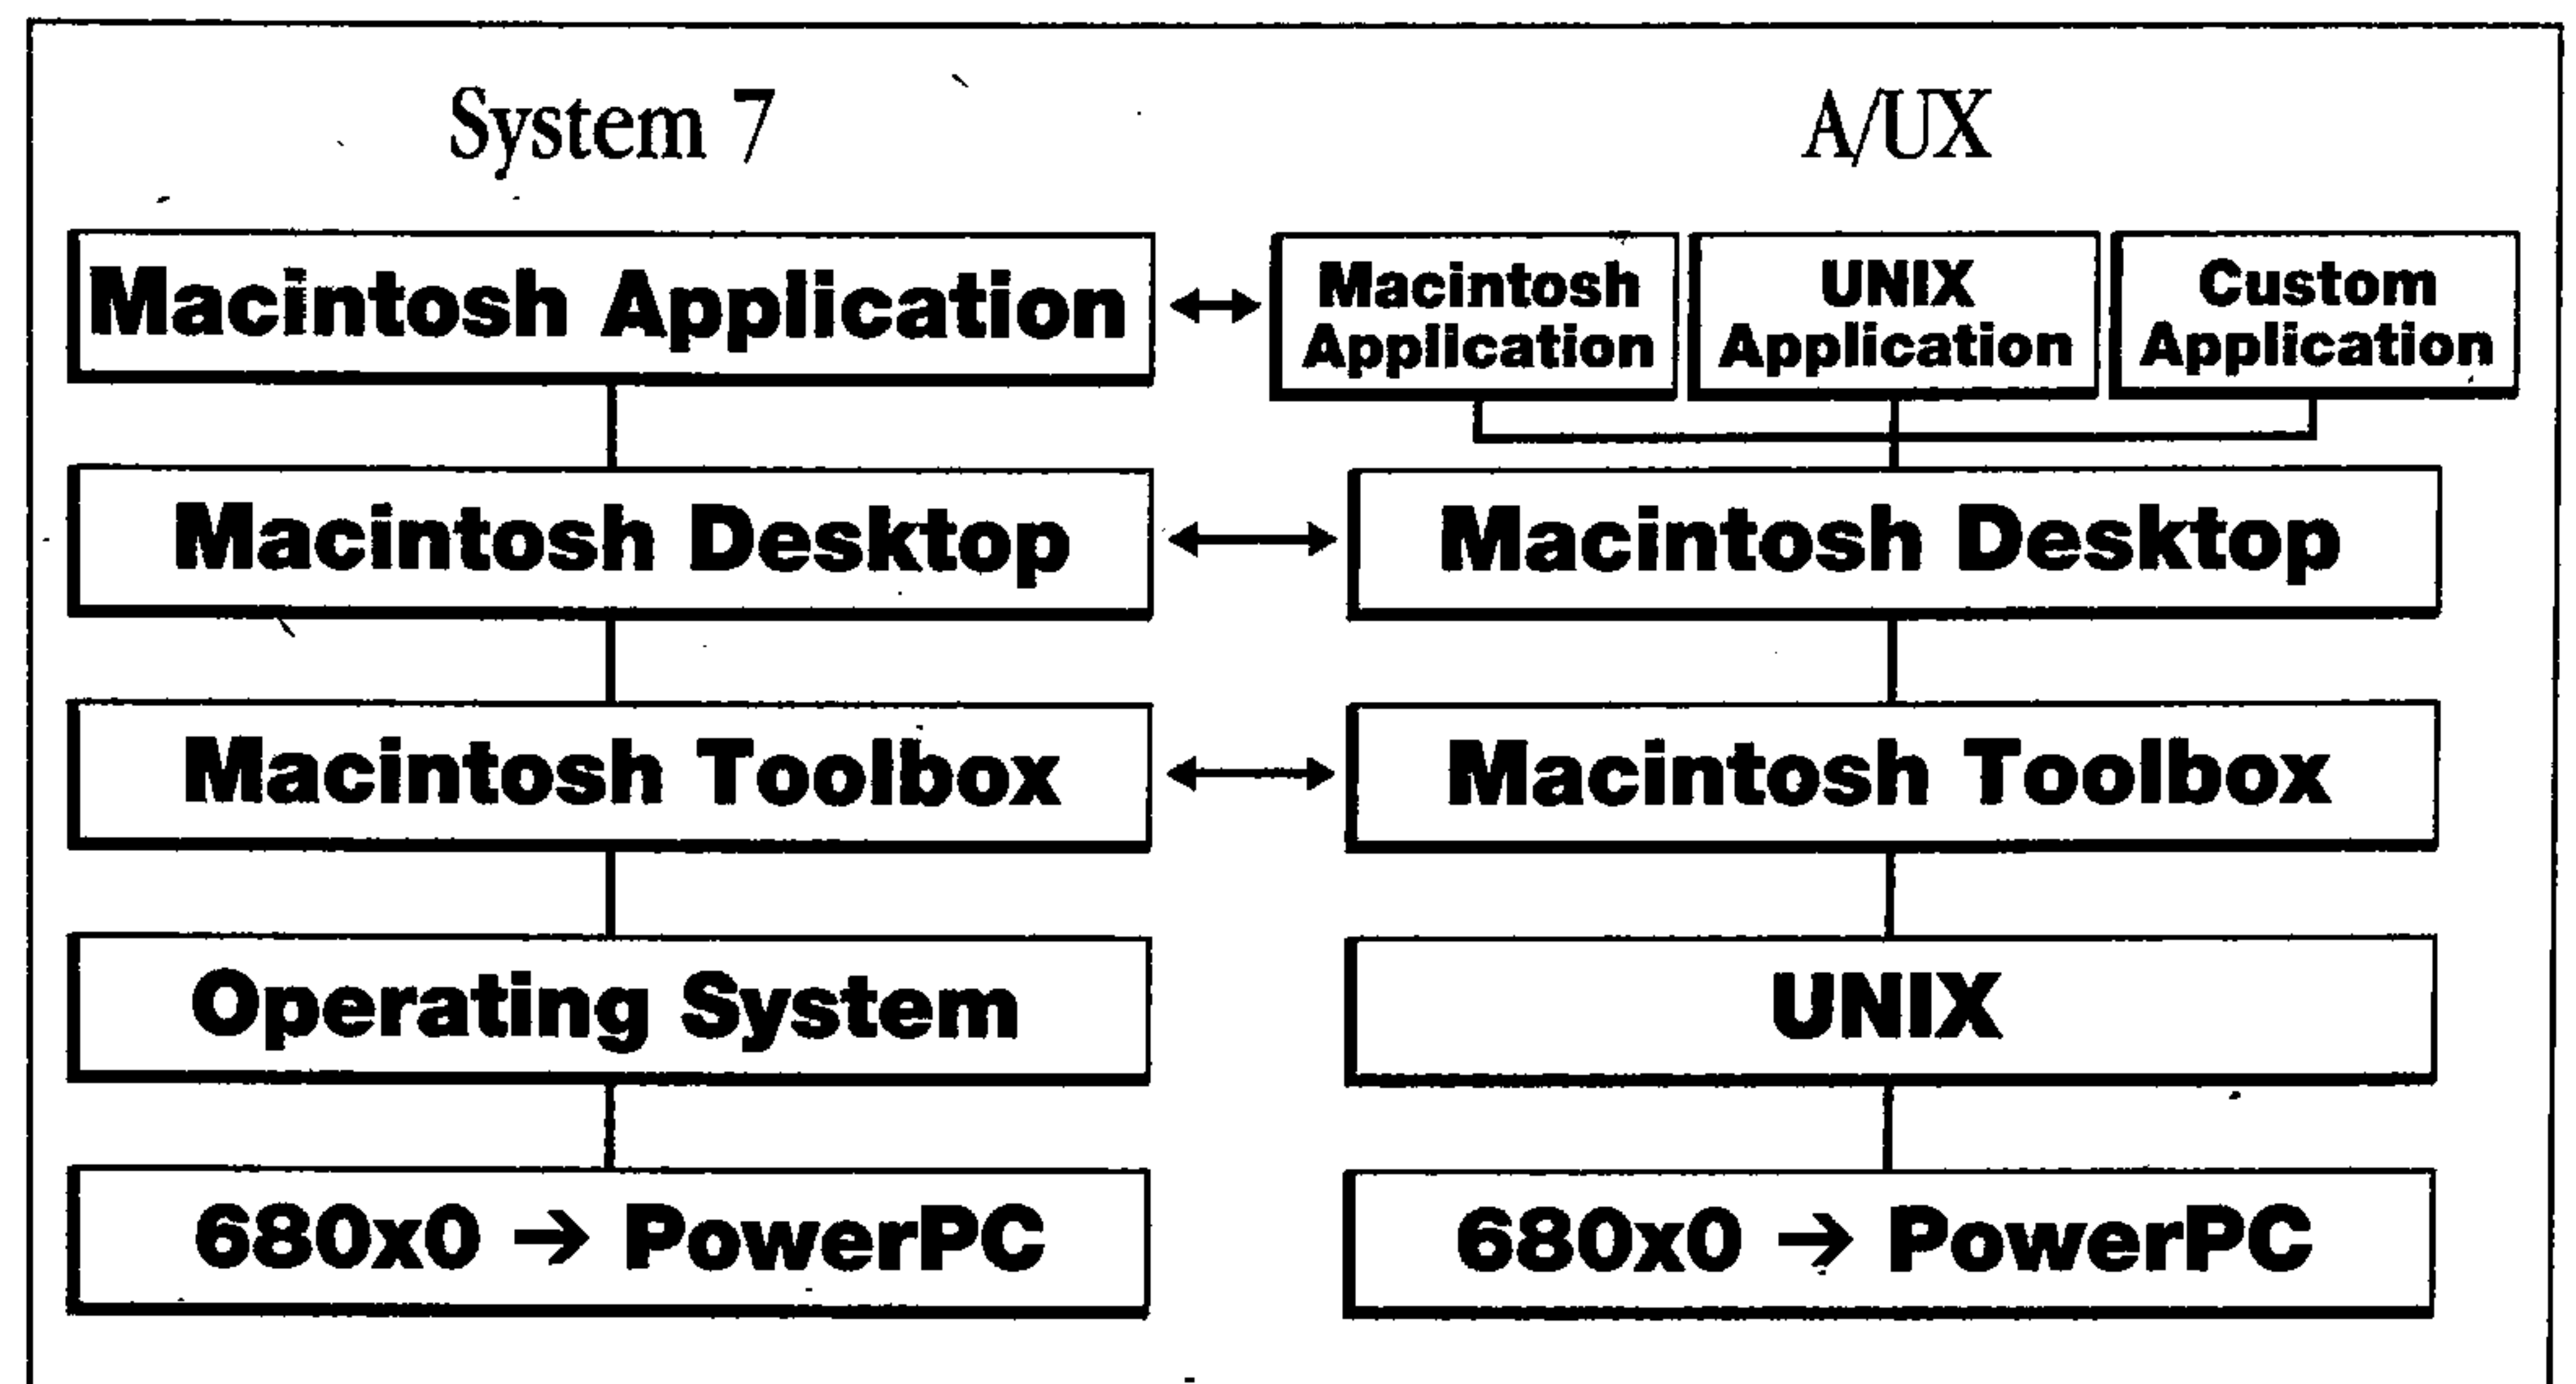 System 7
A/UX
Macintosh Application
Macintosh
Application
UNIX
Application
Custom
Application
Macintosh Desktop
Macintosh Desktop
Macintosh Toolbox
Macintosh Toolbox
Operating System
UNIX
680x0 → PowerPC
680x0 → PowerPC